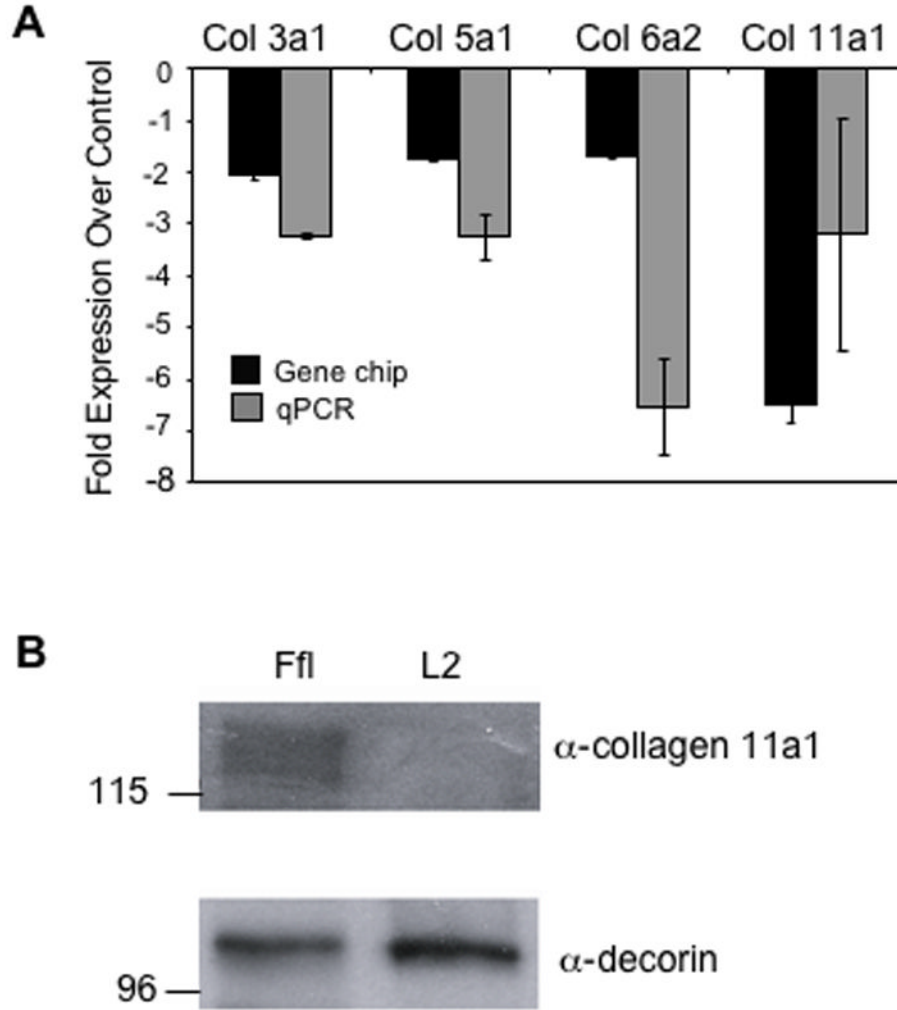 A
Col 3a1 Col 5a1 Col 6a2 Col 11a1
Fold Expression Over Control
0
-1
-2
-3
-4
-5
-6
-7
-8
Gene chip
qPCR
B
Ffl L2
α-collagen 11a1
115
α-decorin
96